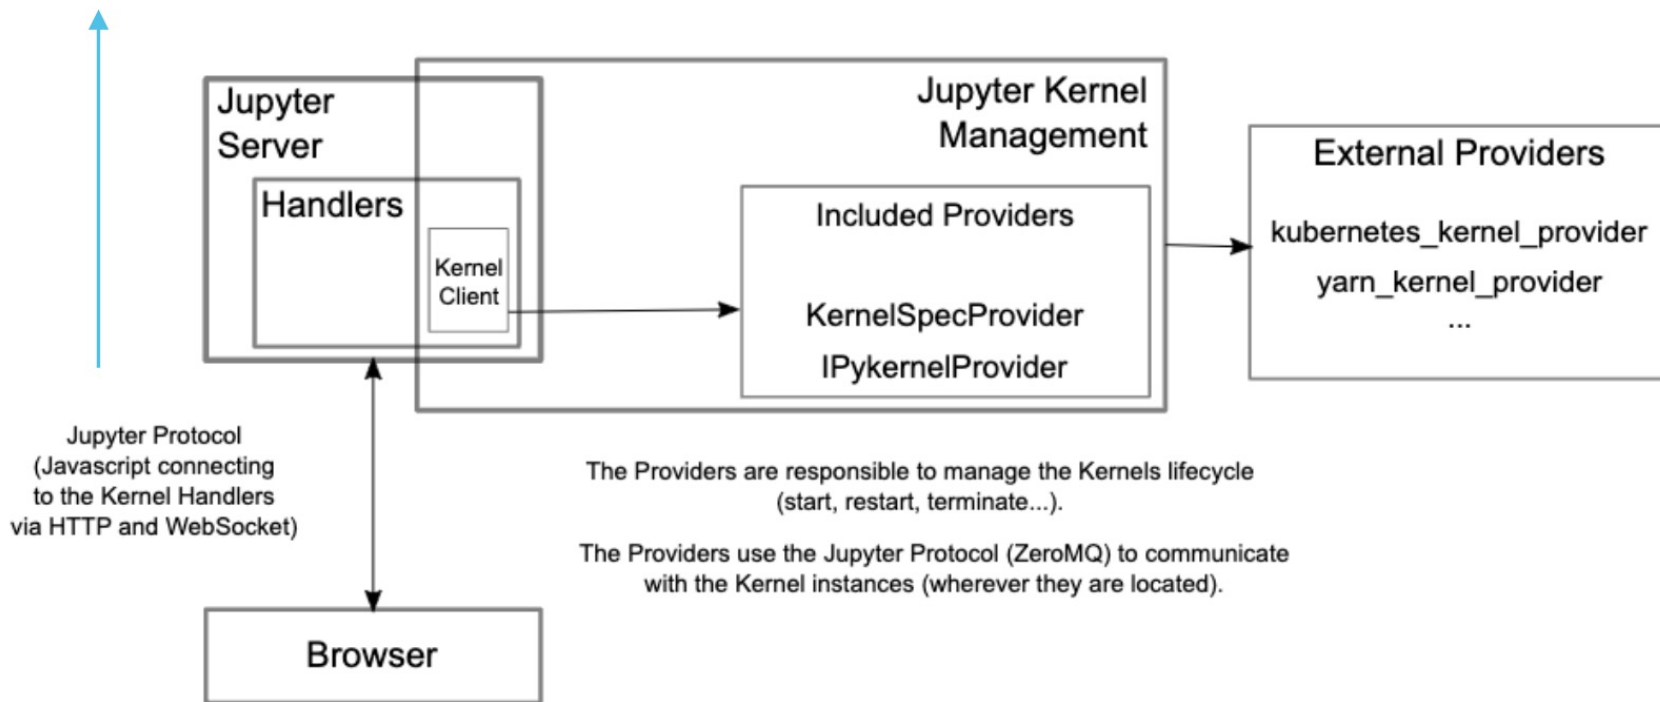 Jupyter
Server
Handlers
Kernel
Client
Jupyter Kernel
Management
Included Providers
KernelSpecProvider
IPykernelProvider
External Providers
kubernetes_kernel_provider
yarn_kernel_provider
...
Jupyter Protocol
(Javascript connecting
to the Kernel Handlers
via HTTP and WebSocket)
The Providers are responsible to manage the Kernels lifecycle
(start, restart, terminate...).
The Providers use the Jupyter Protocol (ZeroMQ) to communicate
with the Kernel instances (wherever they are located).
Browser